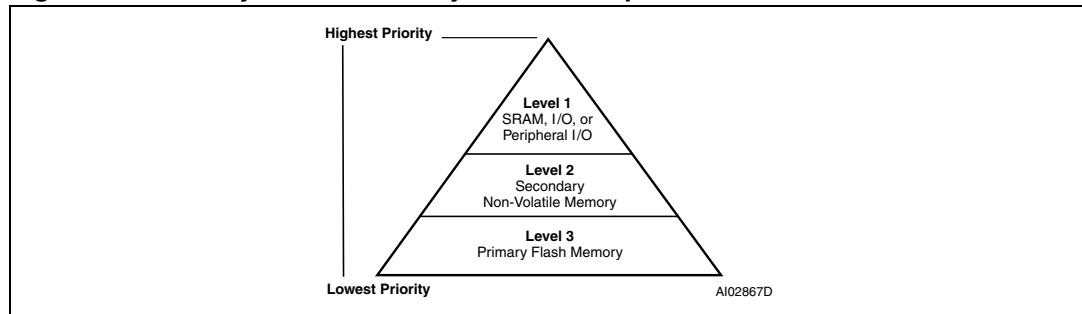 Highest Priority
Level 1
SRAM, I/O, or
Peripheral I/O
Level 2
Secondary
Non-Volatile Memory
Level 3
Primary Flash Memory
Lowest Priority
AI02867D